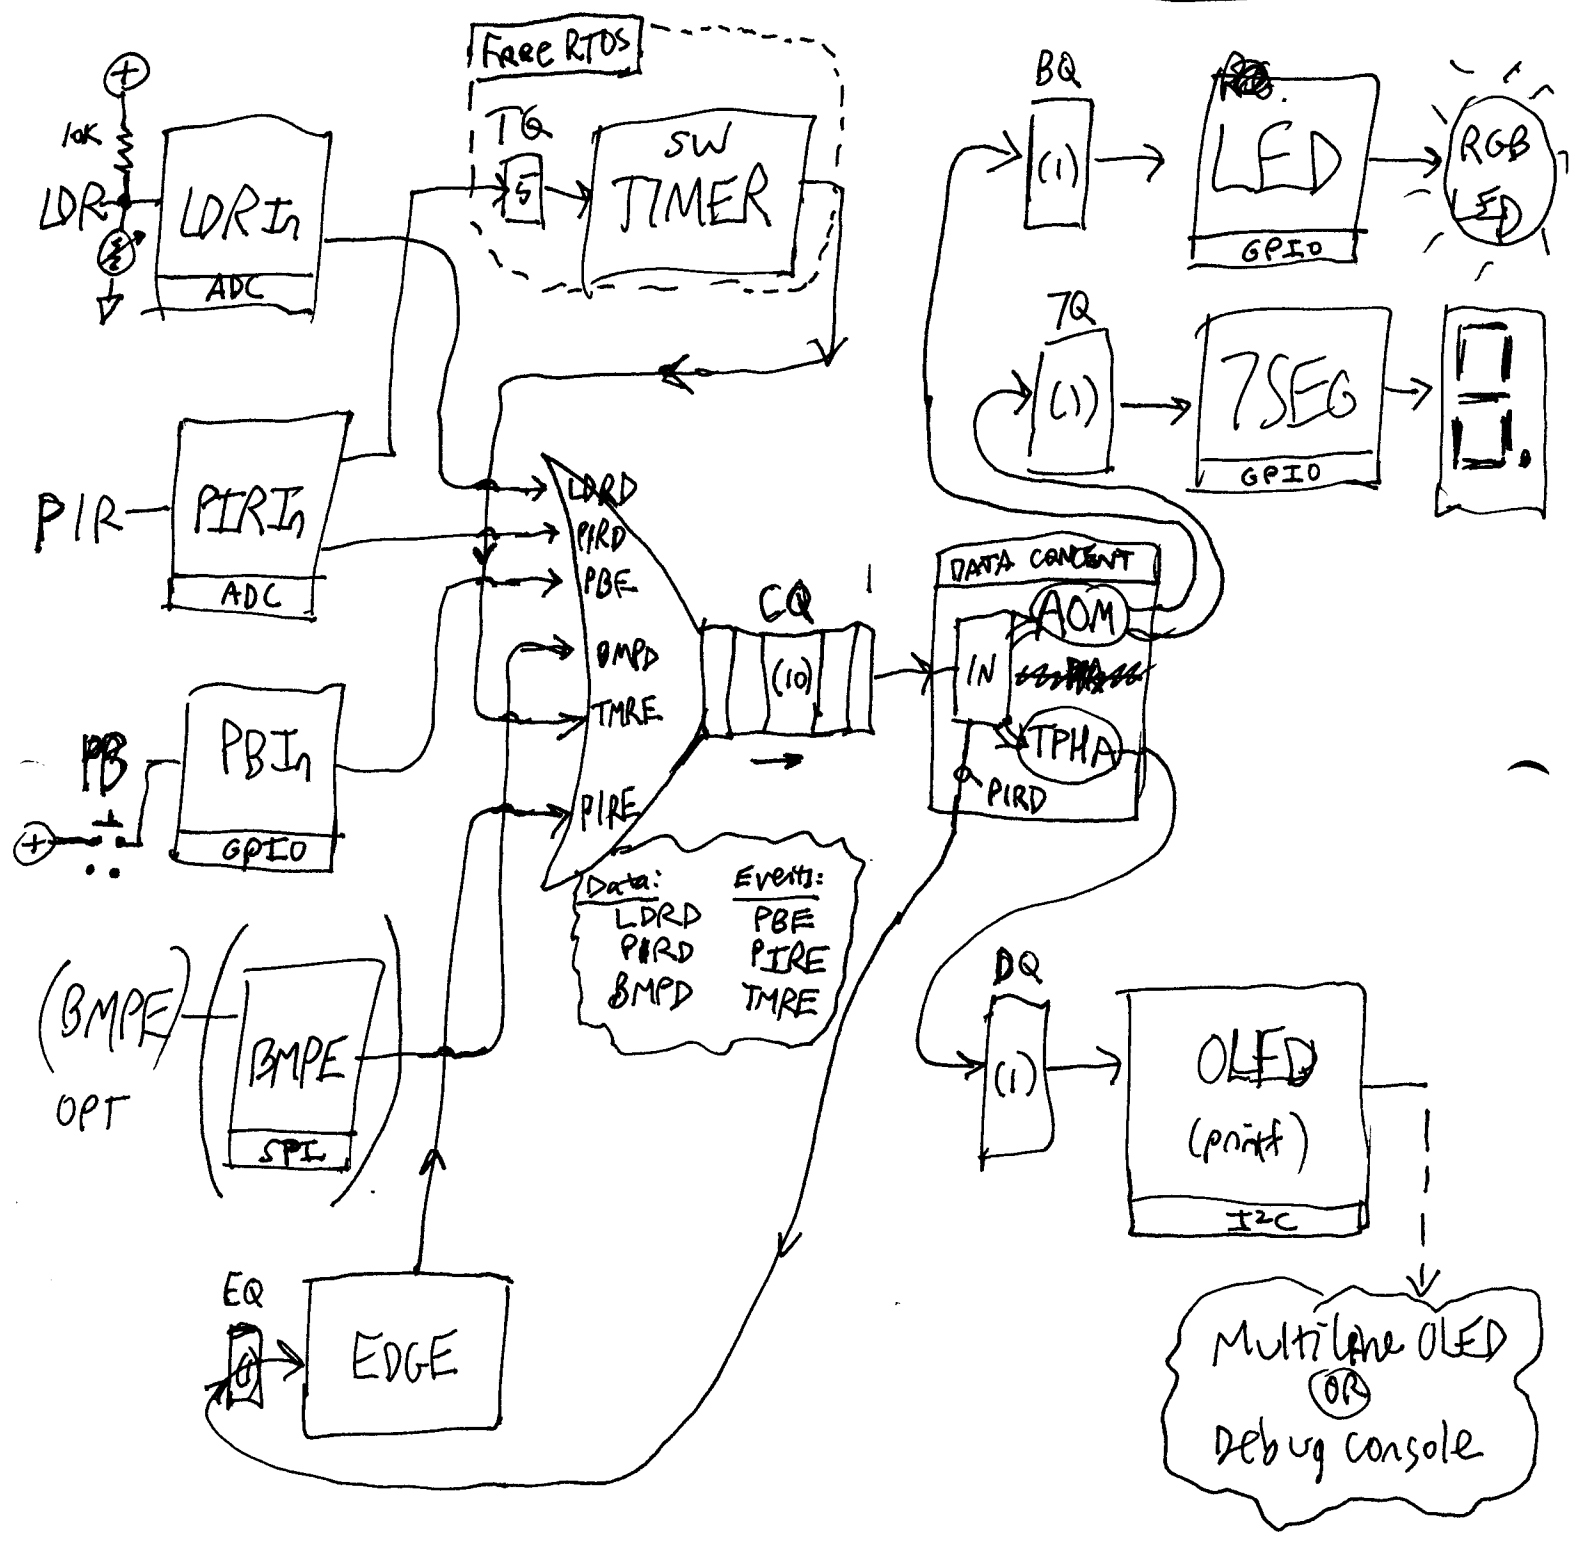 Free RTOS
10K
LDR
LDRIn
ADC
TQ
5
SW
TIMER
BQ
(1)
LED
GPIO
RGB
LED
7Q
(1)
7SEG
GPIO
PIR
PIRIn
ADC
LDRD
PIRD
PBE
BMPD
TMRE
PIRE
CQ
(10)
DATA CONCENT
IN
AOM
TPHA
PIRD
PB
PBIn
GPIO
Data:
LDRD
PIRD
BMPD
Events:
PBE
PIRE
TMRE
(BMPE)
OPT
BMPE
SPI
DQ
(1)
OLED
(printf)
I2C
EQ
EDGE
Multiline OLED
OR
Debug console